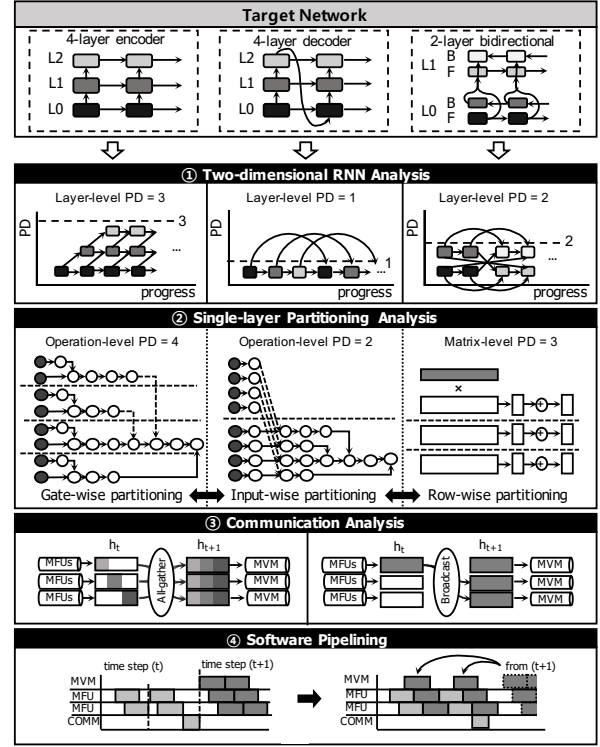 Target Network
4-layer encoder
4-layer decoder
2-layer bidirectional
L2
L1
L0
L2
L1
L0
L1
B
F
L0
B
F
① Two-dimensional RNN Analysis
Layer-level PD = 3
Layer-level PD = 1
Layer-level PD = 2
PD
3
...
progress
...
1
PD
2
...
progress
② Single-layer Partitioning Analysis
Operation-level PD = 4
Operation-level PD = 2
Matrix-level PD = 3
×
+
+
+
Gate-wise partitioning
Input-wise partitioning
Row-wise partitioning
③ Communication Analysis
h_t
h_{t+1}
h_t
h_{t+1}
MFUs
MFUs
MFUs
All-gather
MVM
MVM
MVM
MFUs
MFUs
MFUs
Broadcast
MVM
MVM
MVM
④ Software Pipelining
time step (t)
time step (t+1)
from (t+1)
MVM
MFU
MFU
COMM
MVM
MFU
MFU
COMM